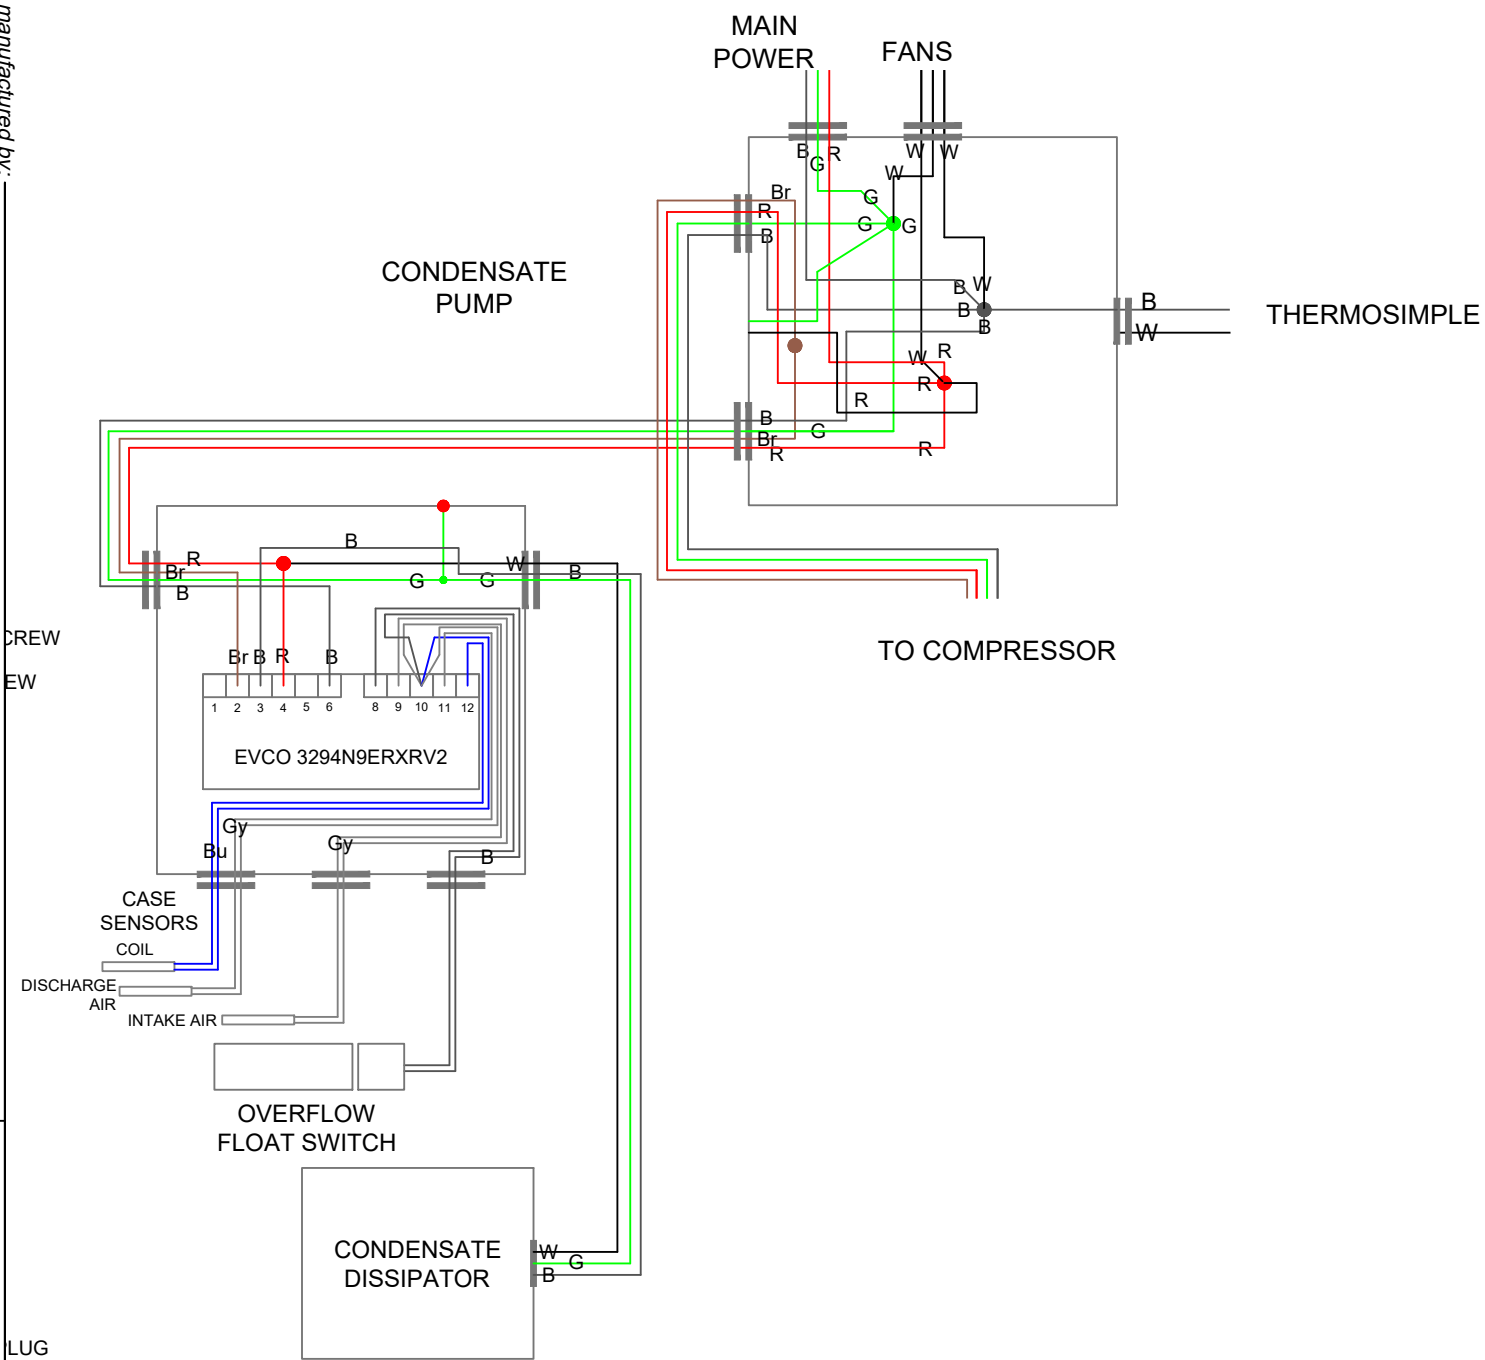 manufactured by:
MAIN
POWER
FANS
B
G
R
W
W
W
Br
R
B
G
G
G
CONDENSATE
PUMP
B
W
B
B
B
W
THERMOSIMPLE
W
R
R
R
B
G
Br
R
R
R
Br
B
B
G
G
W
B
CREW
EW
Br
B
R
B
1 2 3 4 5 6 8 9 10 11 12
EVCO 3294N9ERXRV2
TO COMPRESSOR
Gy
Bu
Gy
B
CASE
SENSORS
COIL
DISCHARGE
AIR
INTAKE AIR
OVERFLOW
FLOAT SWITCH
CONDENSATE
DISSIPATOR
W
G
B
LUG